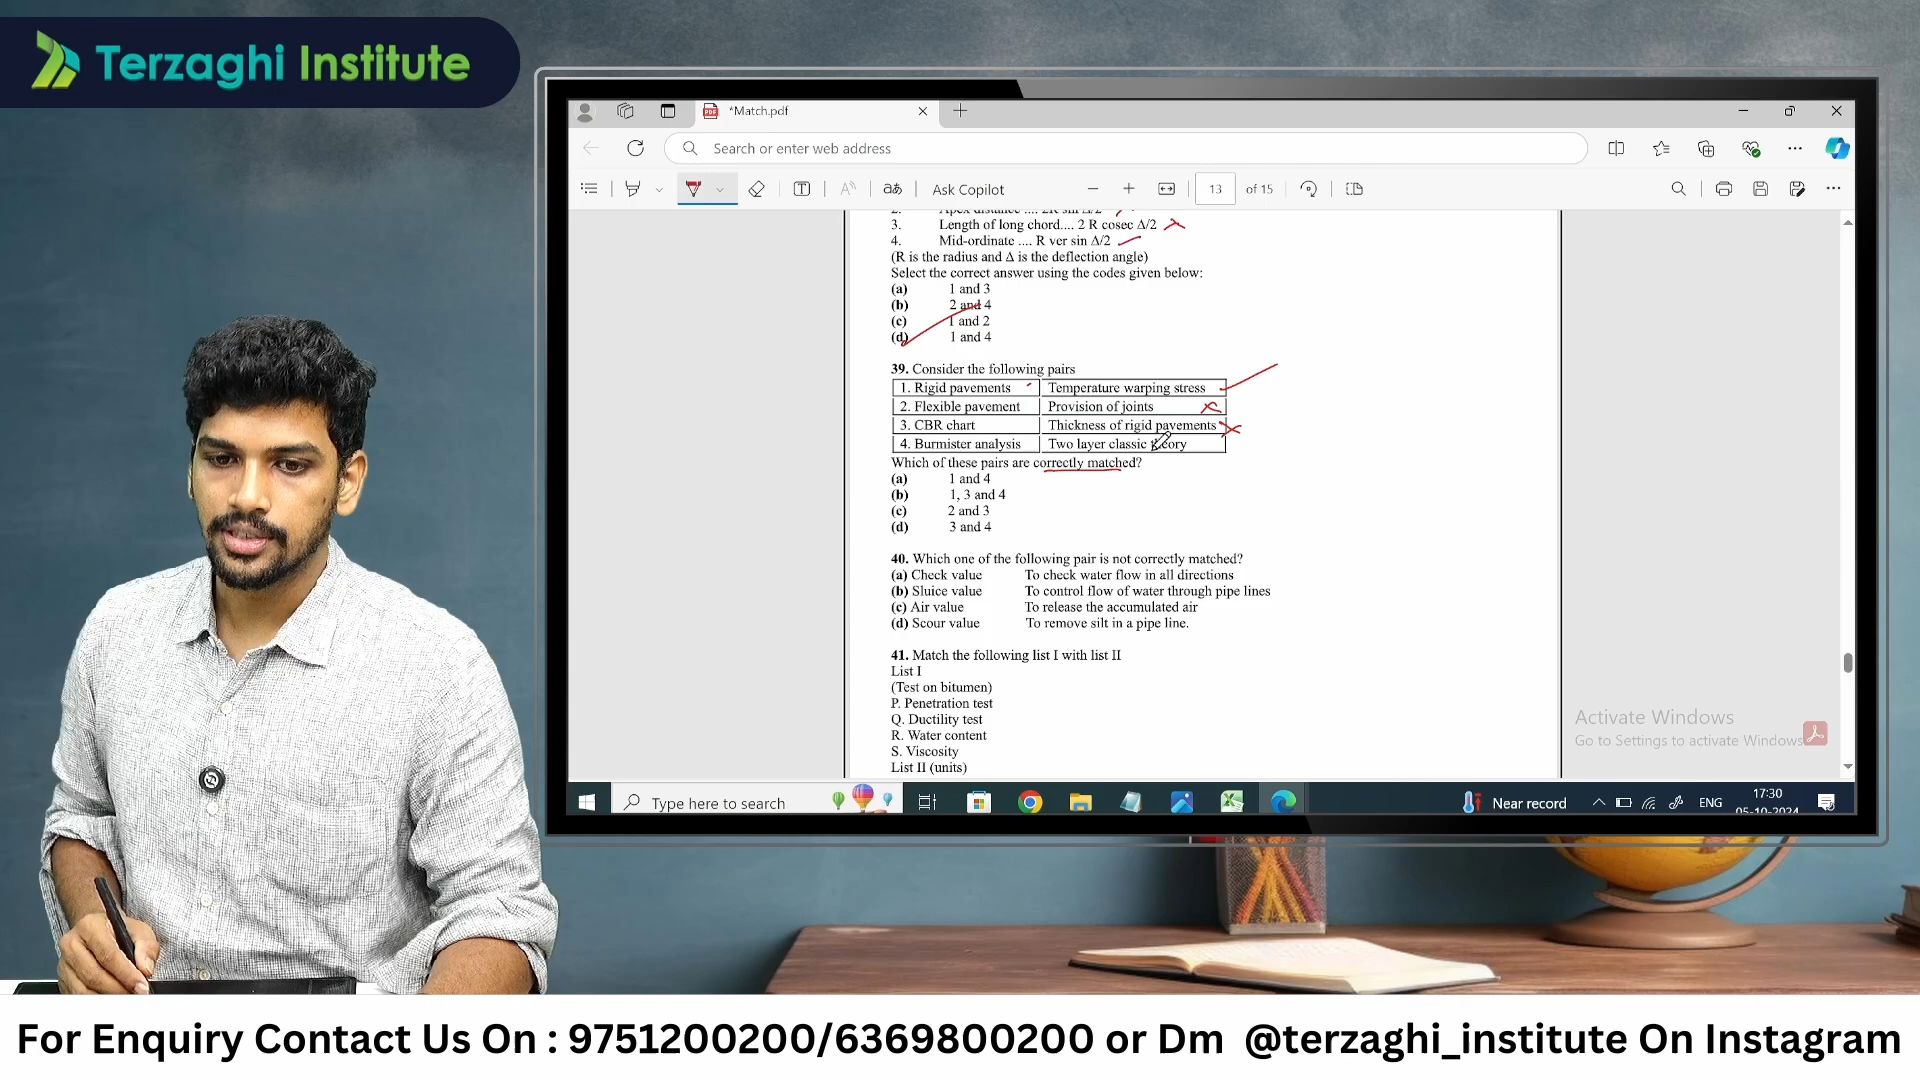 Terzaghi Institute
*Match.pdf
Search or enter web address
Ask Copilot
13 of 15
2. Apex distance .... 2R sin Δ/2
3. Length of long chord.... 2 R cosec Δ/2
4. Mid-ordinate .... R ver sin Δ/2
(R is the radius and Δ is the deflection angle)
Select the correct answer using the codes given below:
(a) 1 and 3
(b) 2 and 4
(c) 1 and 2
(d) 1 and 4
39. Consider the following pairs
1. Rigid pavements Temperature warping stress
2. Flexible pavement Provision of joints
3. CBR chart Thickness of rigid pavements
4. Burmister analysis Two layer classic theory
Which of these pairs are correctly matched?
(a) 1 and 4
(b) 1, 3 and 4
(c) 2 and 3
(d) 3 and 4
40. Which one of the following pair is not correctly matched?
(a) Check value To check water flow in all directions
(b) Sluice value To control flow of water through pipe lines
(c) Air value To release the accumulated air
(d) Scour value To remove silt in a pipe line.
41. Match the following list I with list II
List I
(Test on bitumen)
P. Penetration test
Q. Ductility test
R. Water content
S. Viscosity
List II (units)
Activate Windows
Go to Settings to activate Windows
Type here to search
Near record
ENG
17:30
05-10-2024
For Enquiry Contact Us On : 9751200200/6369800200 or Dm @terzaghi_institute On Instagram